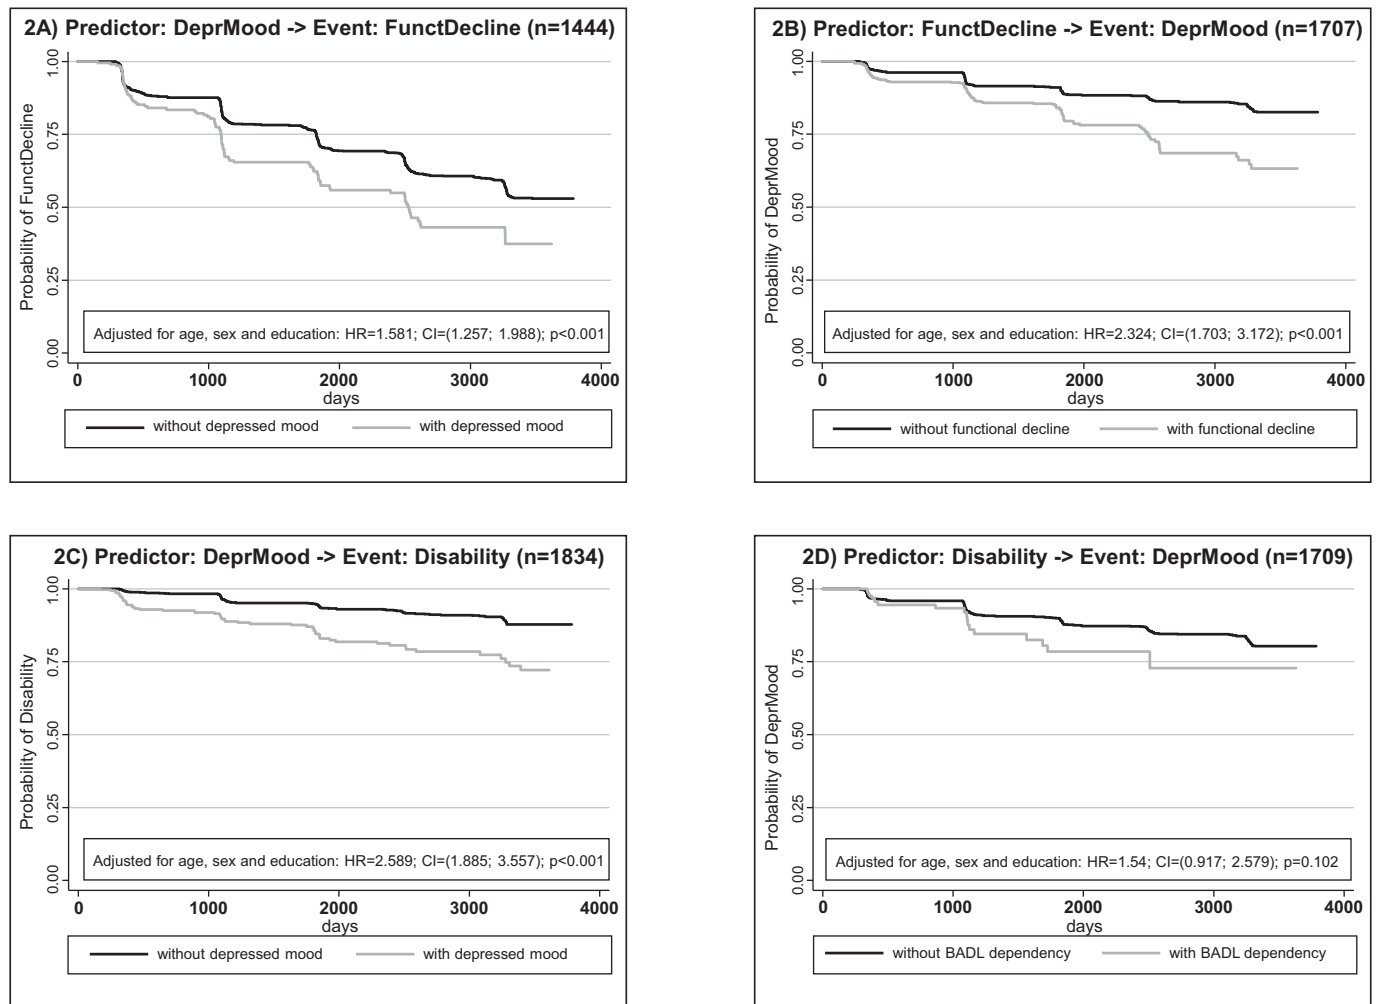 2A) Predictor: DeprMood -> Event: FunctDecline (n=1444)
Probability of FunctDecline
1.00
0.75
0.50
0.25
0.00
Adjusted for age, sex and education: HR=1.581; CI=(1.257; 1.988); p<0.001
0 1000 2000 3000 4000
days
without depressed mood with depressed mood
2B) Predictor: FunctDecline -> Event: DeprMood (n=1707)
Probability of DeprMood
1.00
0.75
0.50
0.25
0.00
Adjusted for age, sex and education: HR=2.324; CI=(1.703; 3.172); p<0.001
0 1000 2000 3000 4000
days
without functional decline with functional decline
2C) Predictor: DeprMood -> Event: Disability (n=1834)
Probability of Disability
1.00
0.75
0.50
0.25
0.00
Adjusted for age, sex and education: HR=2.589; CI=(1.885; 3.557); p<0.001
0 1000 2000 3000 4000
days
without depressed mood with depressed mood
2D) Predictor: Disability -> Event: DeprMood (n=1709)
Probability of DeprMood
1.00
0.75
0.50
0.25
0.00
Adjusted for age, sex and education: HR=1.54; CI=(0.917; 2.579); p=0.102
0 1000 2000 3000 4000
days
without BADL dependency with BADL dependency